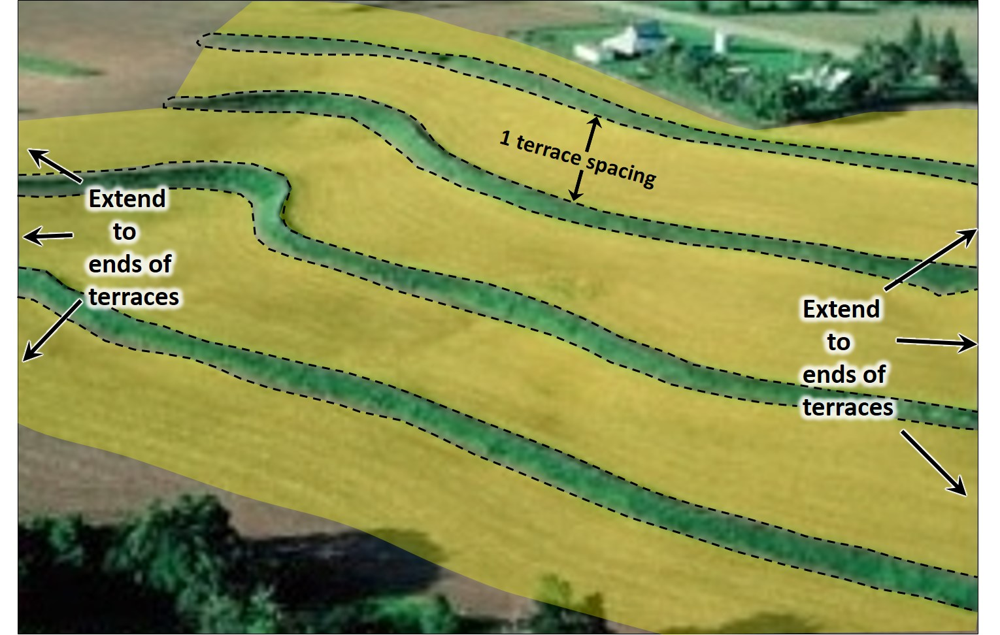 1 terrace spacing
Extend
to
ends of
terraces
Extend
to
ends of
terraces